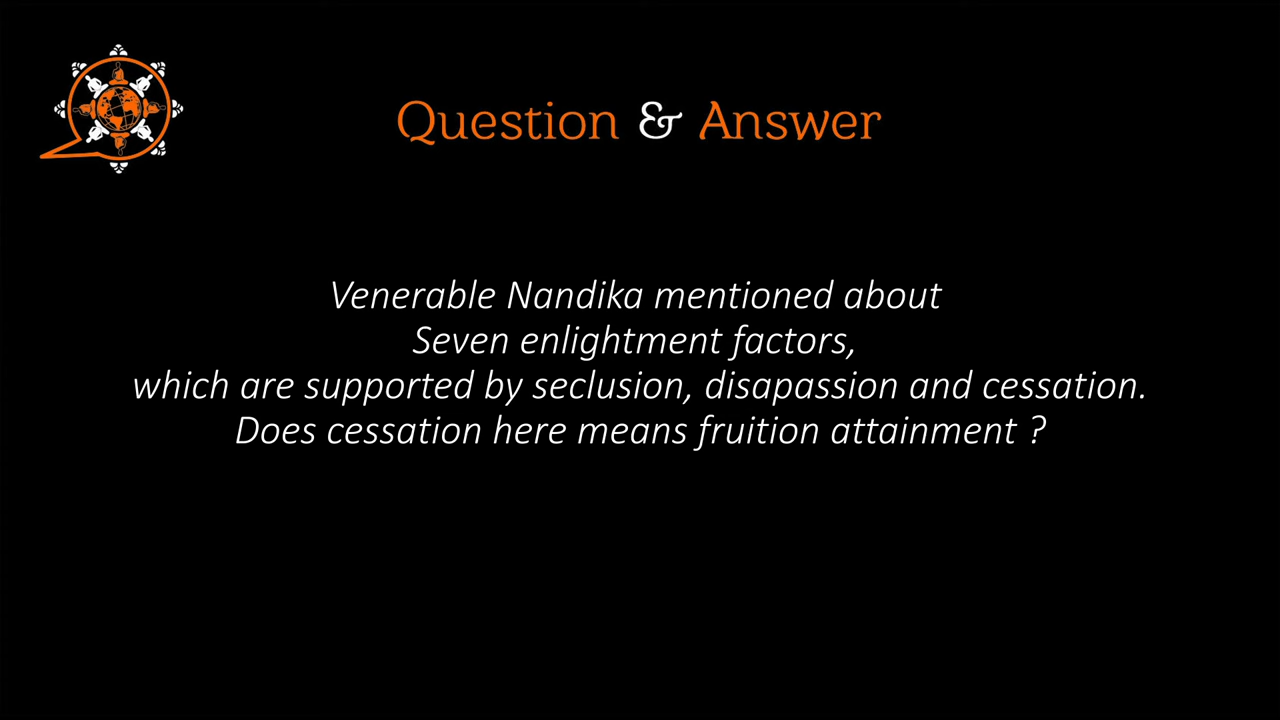 Question & Answer
Venerable Nandika mentioned about
Seven enlightment factors,
which are supported by seclusion, disapassion and cessation.
Does cessation here means fruition attainment ?